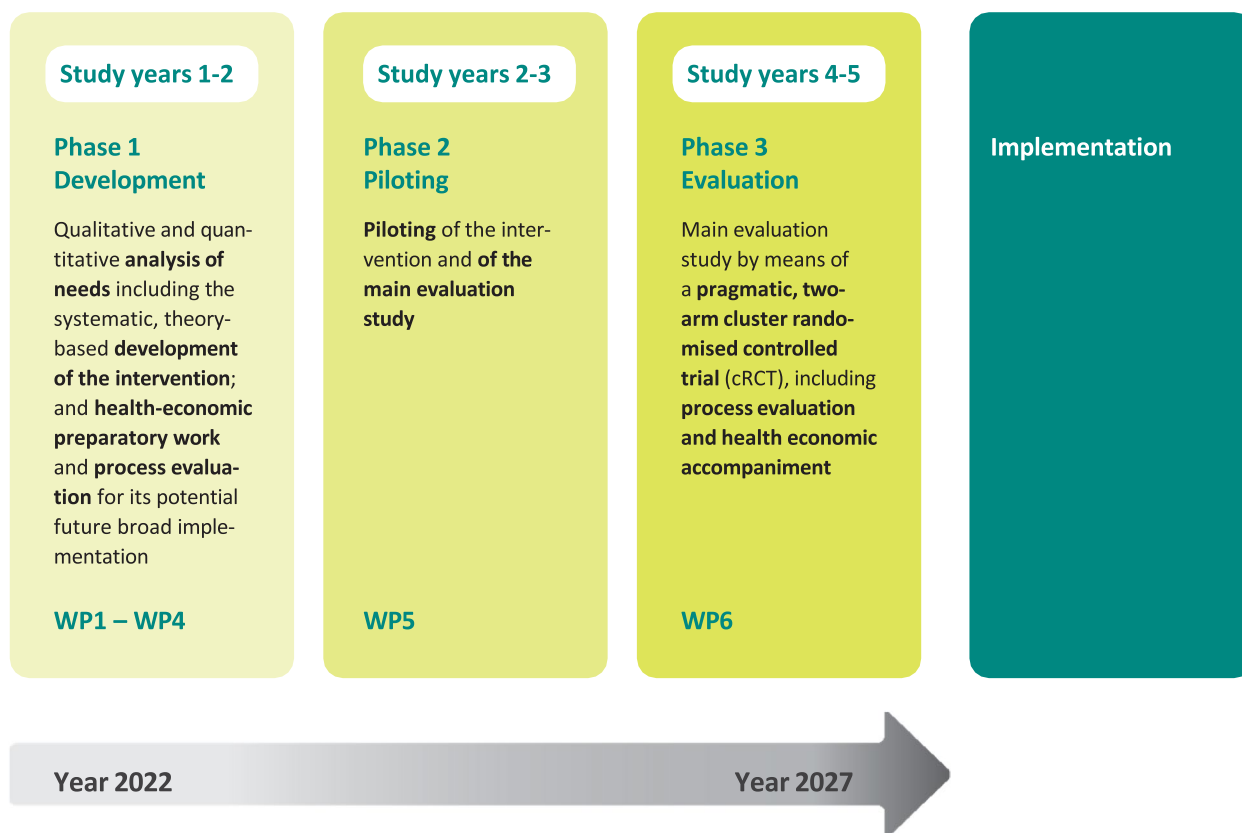 Study years 1-2
Phase 1
Development
Qualitative and quan-
titative analysis of
needs including the
systematic, theory-
based development
of the intervention;
and health-economic
preparatory work
and process evalua-
tion for its potential
future broad imple-
mentation
WP1 – WP4
Study years 2-3
Phase 2
Piloting
Piloting of the inter-
vention and of the
main evaluation
study
WP5
Study years 4-5
Phase 3
Evaluation
Main evaluation
study by means of
a pragmatic, two-
arm cluster rando-
mised controlled
trial (cRCT), including
process evaluation
and health economic
accompaniment
WP6
Implementation
Year 2022
Year 2027